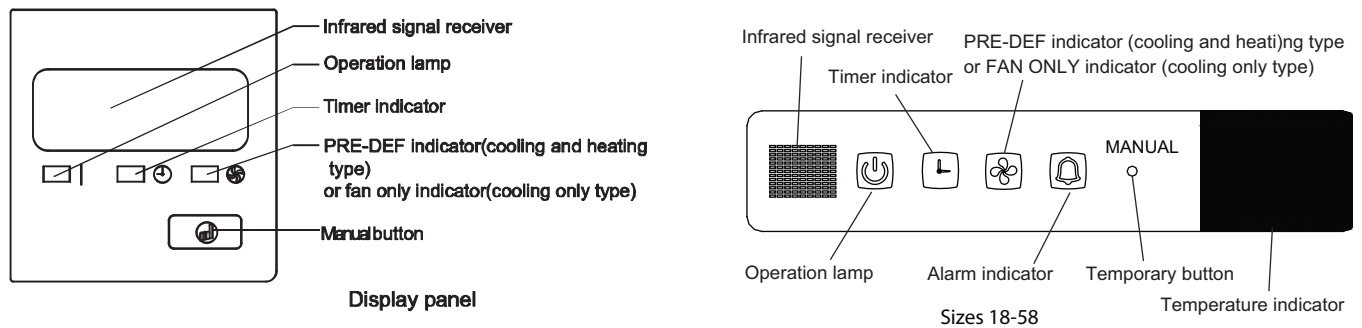 Infrared signal receiver
Operation lamp
Timer indicator
PRE-DEF indicator(cooling and heating
type)
or fan only indicator(cooling only type)
Manual button
Display panel
Infrared signal receiver
PRE-DEF indicator (cooling and heati)ng type
or FAN ONLY indicator (cooling only type)
Timer indicator
MANUAL
Operation lamp
Alarm indicator
Temporary button
Temperature indicator
Sizes 18-58